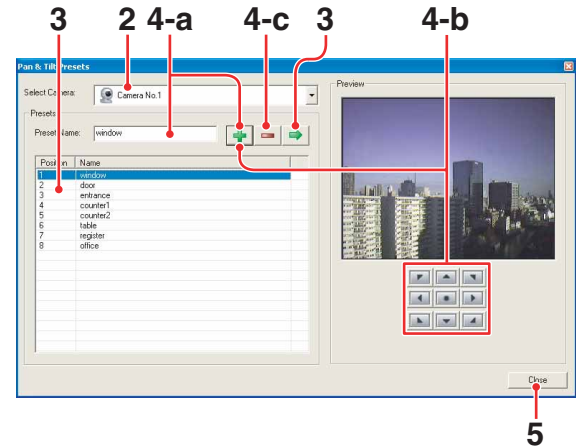 3 2 4-a 4-c 3 4-b
Pan & Tilt Presets
Select Camera: Camera No.1
Preview
Presets
Preset Name: window
Position Name
1 window
2 door
3 entrance
4 counter1
5 counter2
6 table
7 register
8 office
3
Close
5